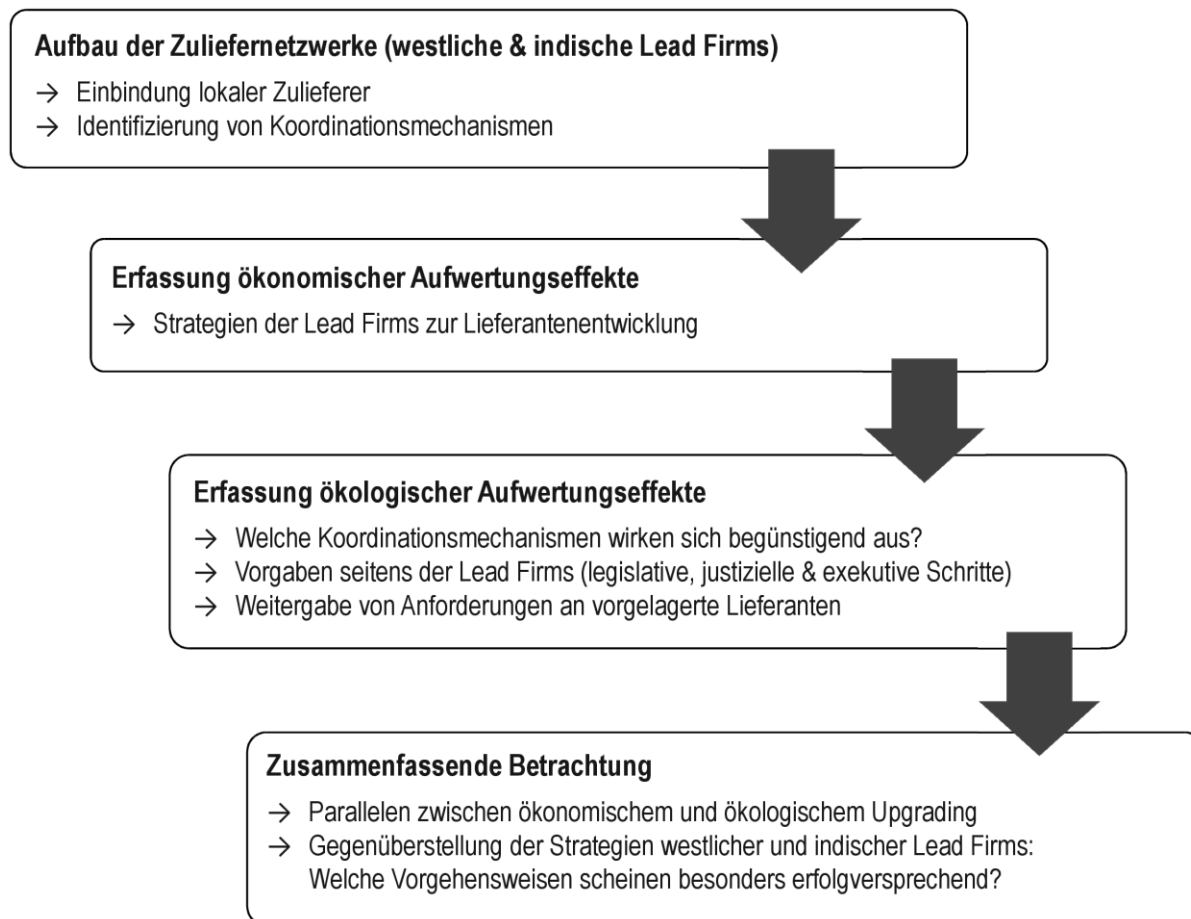 Aufbau der Zuliefernetzwerke (westliche & indische Lead Firms)
→ Einbindung lokaler Zulieferer
→ Identifizierung von Koordinationsmechanismen
Erfassung ökonomischer Aufwertungseffekte
→ Strategien der Lead Firms zur Lieferantenentwicklung
Erfassung ökologischer Aufwertungseffekte
→ Welche Koordinationsmechanismen wirken sich begünstigend aus?
→ Vorgaben seitens der Lead Firms (legislative, justizielle & exekutive Schritte)
→ Weitergabe von Anforderungen an vorgelagerte Lieferanten
Zusammenfassende Betrachtung
→ Parallelen zwischen ökonomischem und ökologischem Upgrading
→ Gegenüberstellung der Strategien westlicher und indischer Lead Firms:
Welche Vorgehensweisen scheinen besonders erfolgversprechend?